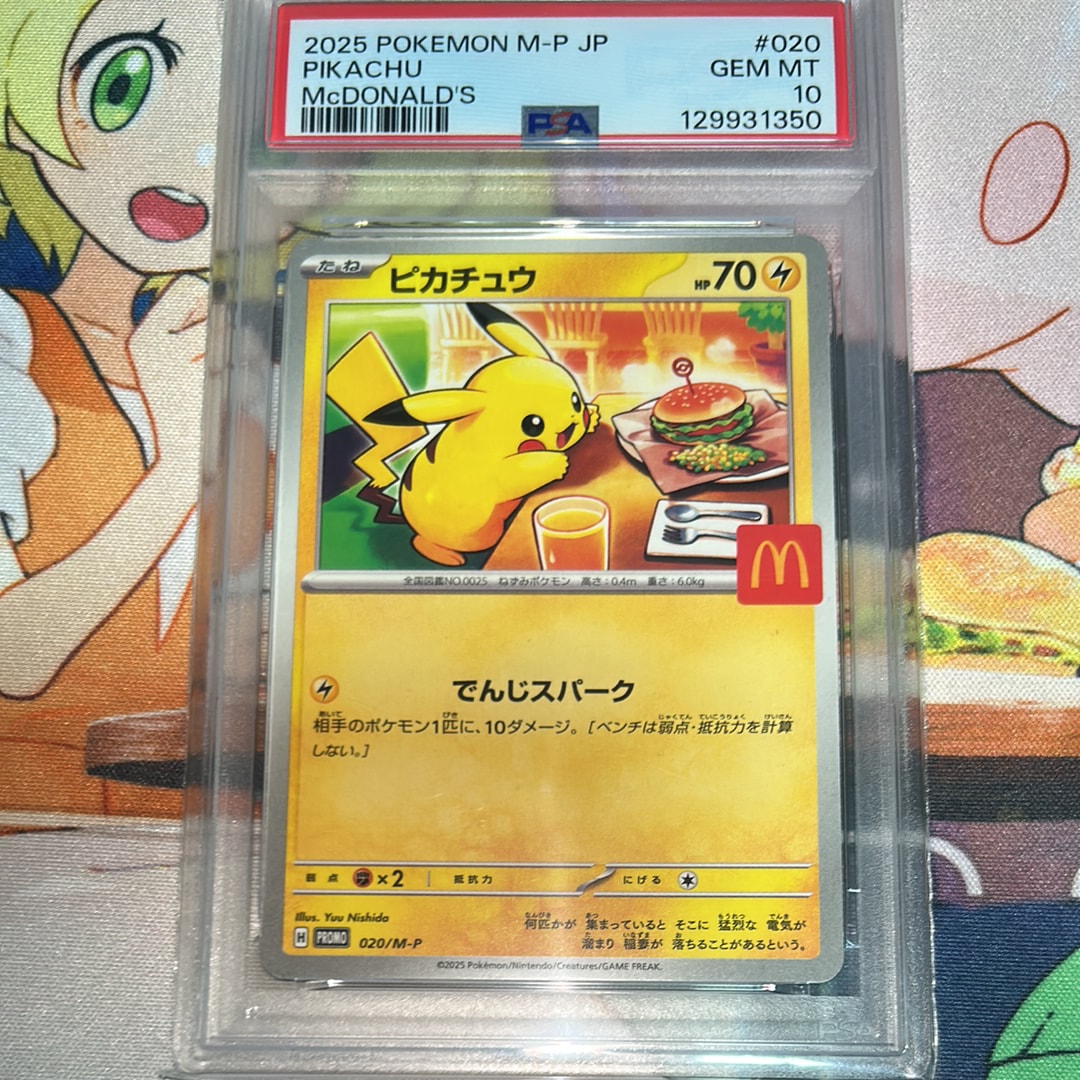 2025 POKEMON M-P JP #020
PIKACHU GEM MT
McDONALD'S 10
PSA 129931350
たね ピカチュウ HP70
M
全国図鑑NO.0025 ねずみポケモン 高さ:0.4m 重さ:6.0kg
でんじスパーク
相手のポケモン1匹に、10ダメージ。[ベンチは弱点・抵抗力を計算
しない。]
弱点 ×2 抵抗力 にげる
Illus. Yuu Nishida
何匹かが 集まっていると そこに 猛烈な 電気が
溜まり 稲妻が 落ちることがあるという。
H PROMO 020/M-P
©2025 Pokémon/Nintendo/Creatures/GAME FREAK.